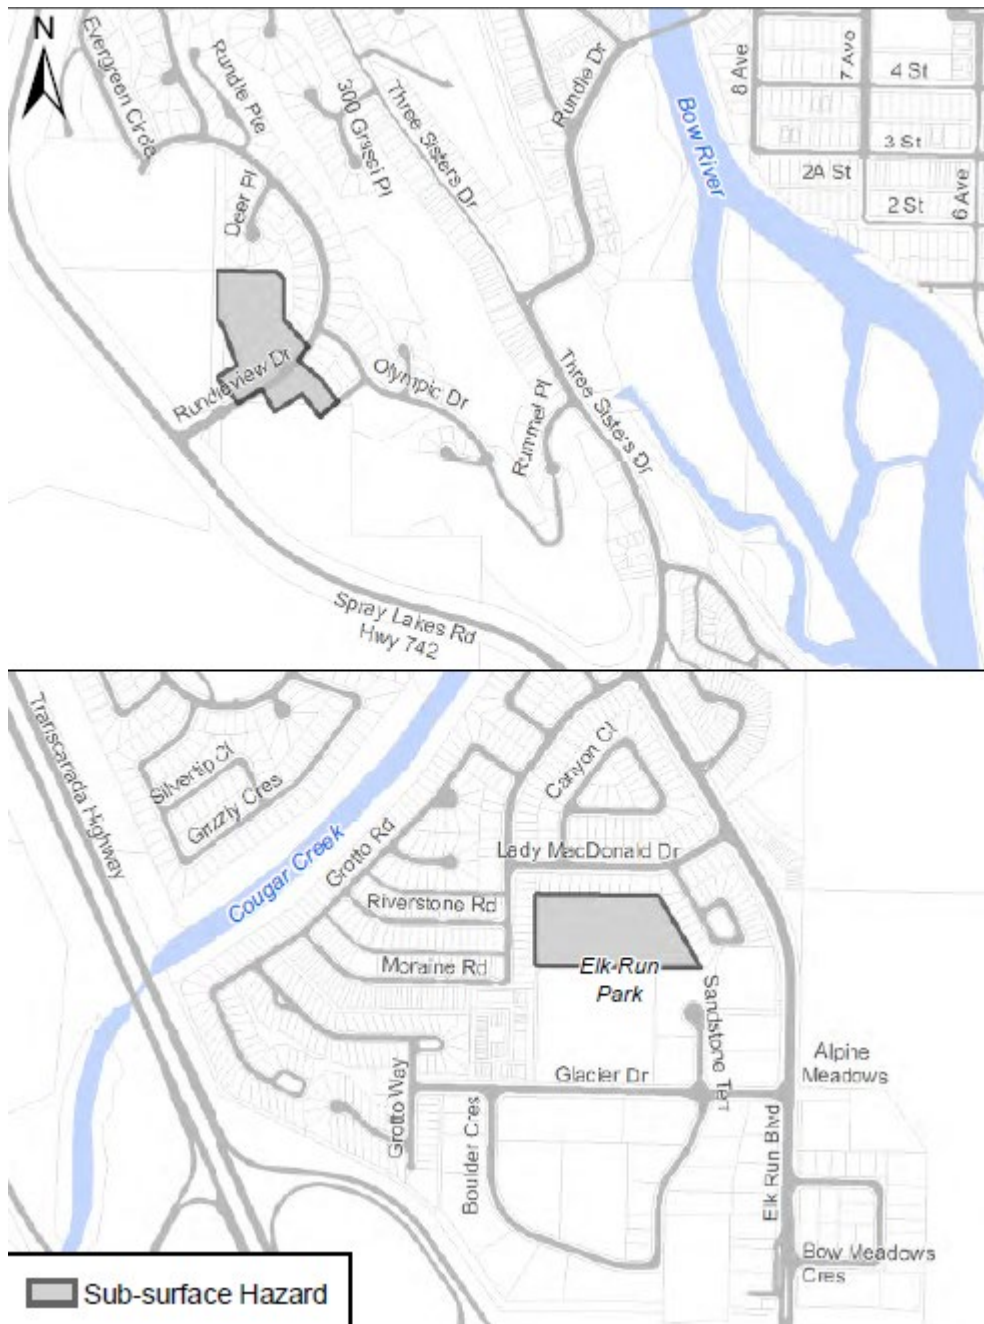 N
Evergreen Circle
Rundle Pte
300 Grassi Pl
Three Sisters Dr
Rundle Dr
Bow River
8 Ave
7 Ave
4 St
3 St
2A St
2 St
6 Ave
Deer Pl
Rundleview Dr
Olympic Dr
Rummel Pl
Three Sisters Dr
Spray Lakes Rd
Hwy 742
Transcanada Highway
Silvertip Cl
Grizzly Cres
Cougar Creek
Grotto Rd
Canyon Cl
Lady MacDonald Dr
Riverstone Rd
Moraine Rd
Elk Run
Park
Sandstone Terr
Glacier Dr
Alpine
Meadows
Grotto Way
Boulder Cres
Elk Run Blvd
Bow Meadows
Cres
Sub-surface Hazard